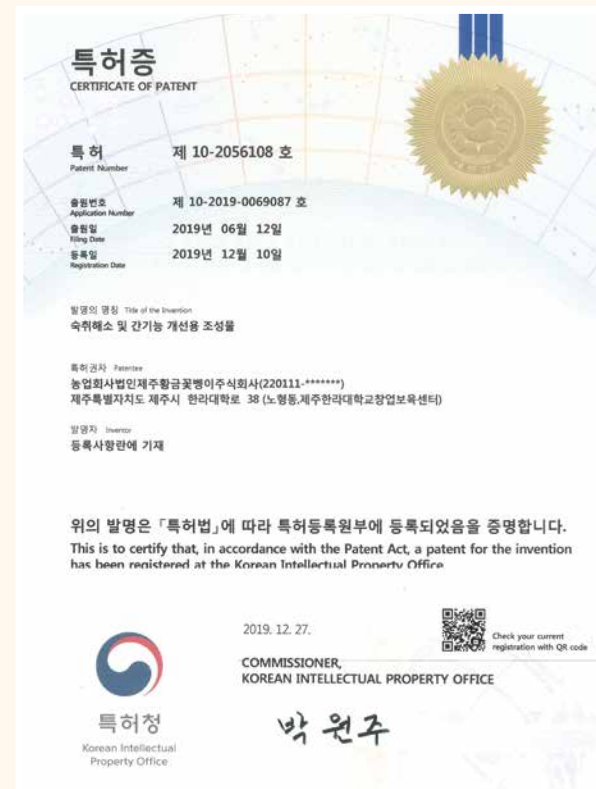 특허증
CERTIFICATE OF PATENT
특허 제 10-2056108 호
Patent Number
출원번호 제 10-2019-0069087 호
Application Number
출원일 2019년 06월 12일
Filing Date
등록일 2019년 12월 10일
Registration Date
발명의 명칭 Title of the Invention
숙취해소 및 간기능 개선용 조성물
특허권자 Patentee
농업회사법인제주황금꽃벵이주식회사(220111-*******)
제주특별자치도 제주시 한라대학로 38 (노형동,제주한라대학교창업보육센터)
발명자 Inventor
등록사항란에 기재
위의 발명은 「특허법」에 따라 특허등록원부에 등록되었음을 증명합니다.
This is to certify that, in accordance with the Patent Act, a patent for the invention
has been registered at the Korean Intellectual Property Office
2019. 12. 27.
Check your current
registration with QR code
COMMISSIONER,
KOREAN INTELLECTUAL PROPERTY OFFICE
박원주
특허청
Korean Intellectual
Property Office